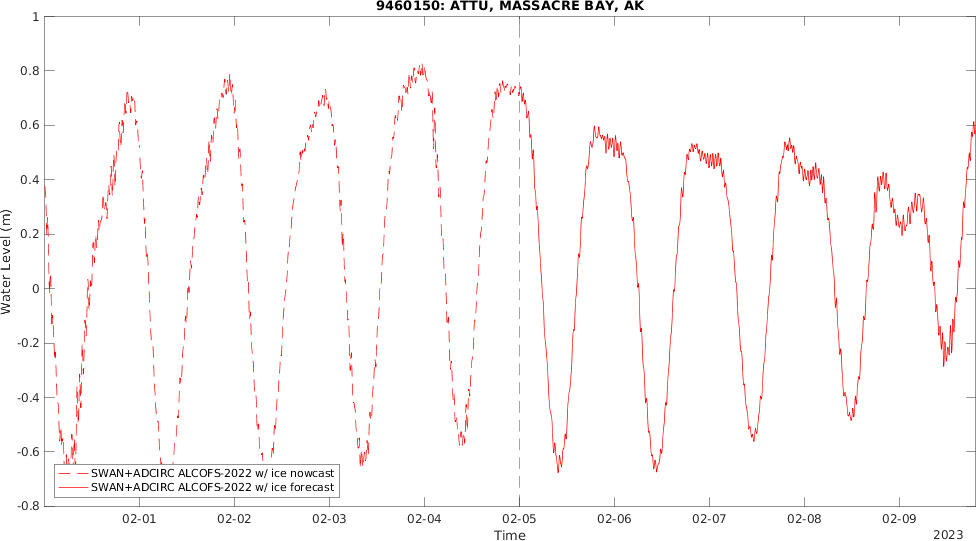 9460150: ATTU, MASSACRE BAY, AK
1
0.8
0.6
0.4
0.2
0
-0.2
-0.4
-0.6
-0.8
Water Level (m)
SWAN+ADCIRC ALCOFS-2022 w/ ice nowcast
SWAN+ADCIRC ALCOFS-2022 w/ ice forecast
02-01 02-02 02-03 02-04 02-05 02-06 02-07 02-08 02-09
Time
2023